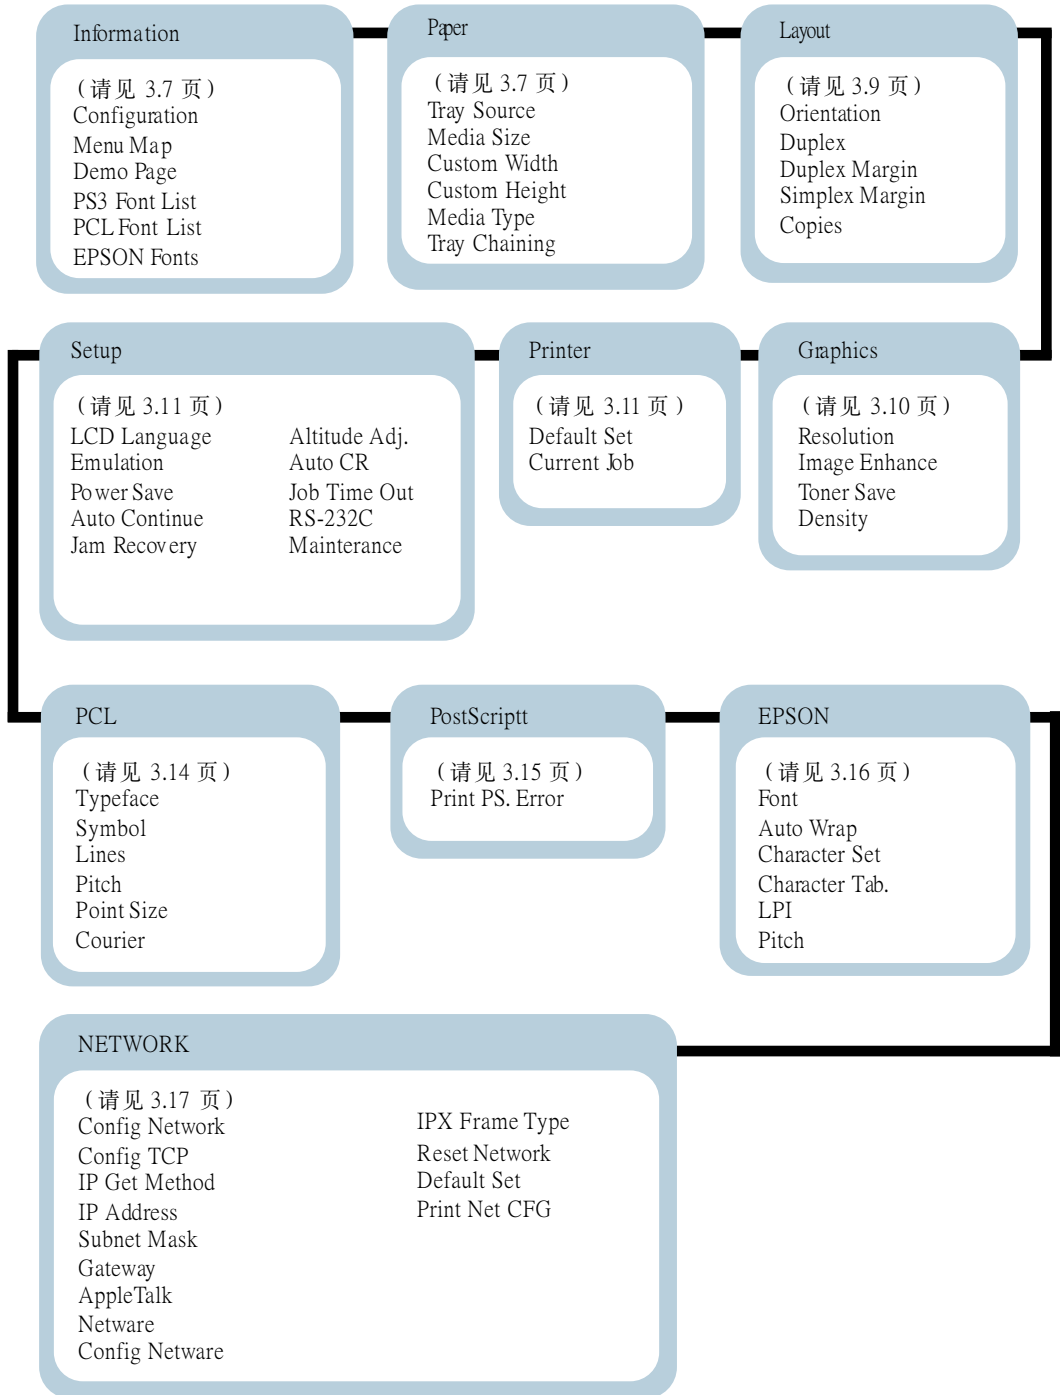 Information
(请见 3.7 页)
Configuration
Menu Map
Demo Page
PS3 Font List
PCL Font List
EPSON Fonts
Paper
(请见 3.7 页)
Tray Source
Media Size
Custom Width
Custom Height
Media Type
Tray Chaining
Layout
(请见 3.9 页)
Orientation
Duplex
Duplex Margin
Simplex Margin
Copies
Setup
(请见 3.11 页)
LCD Language
Emulation
Power Save
Auto Continue
Jam Recovery
Altitude Adj.
Auto CR
Job Time Out
RS-232C
Mainterance
Printer
(请见 3.11 页)
Default Set
Current Job
Graphics
(请见 3.10 页)
Resolution
Image Enhance
Toner Save
Density
PCL
(请见 3.14 页)
Typeface
Symbol
Lines
Pitch
Point Size
Courier
PostScriptt
(请见 3.15 页)
Print PS. Error
EPSON
(请见 3.16 页)
Font
Auto Wrap
Character Set
Character Tab.
LPI
Pitch
NETWORK
(请见 3.17 页)
Config Network
Config TCP
IP Get Method
IP Address
Subnet Mask
Gateway
AppleTalk
Netware
Config Netware
IPX Frame Type
Reset Network
Default Set
Print Net CFG